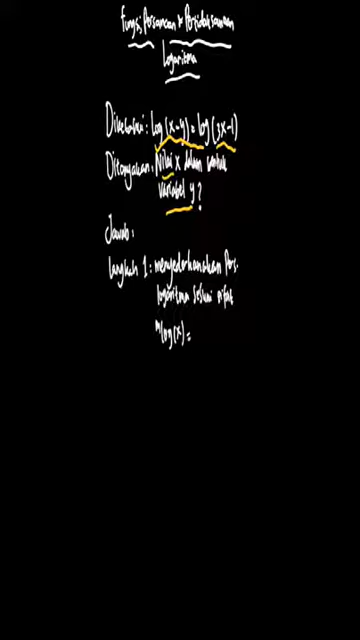 Fungsi, Persamaan & Pertidaksamaan
Logaritma
Diketahui: log(x-y) = log(3x-1)
Ditanyakan: Nilai x dalam bentuk
variabel y?
Jawab:
Langkah 1: menyederhanakan Pers.
logaritma sesuai sifat
ᵐlog(x) =